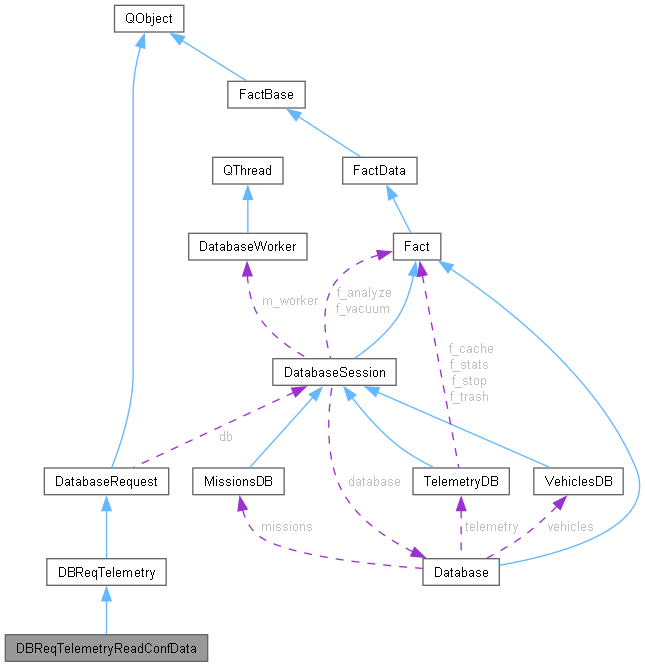 QObject
FactBase
QThread
FactData
DatabaseWorker
Fact
m_worker
f_analyze
f_vacuum
f_cache
f_stats
f_stop
f_trash
DatabaseSession
db
DatabaseRequest
MissionsDB
database
TelemetryDB
VehiclesDB
missions
telemetry
vehicles
DBReqTelemetry
Database
DBReqTelemetryReadConfData